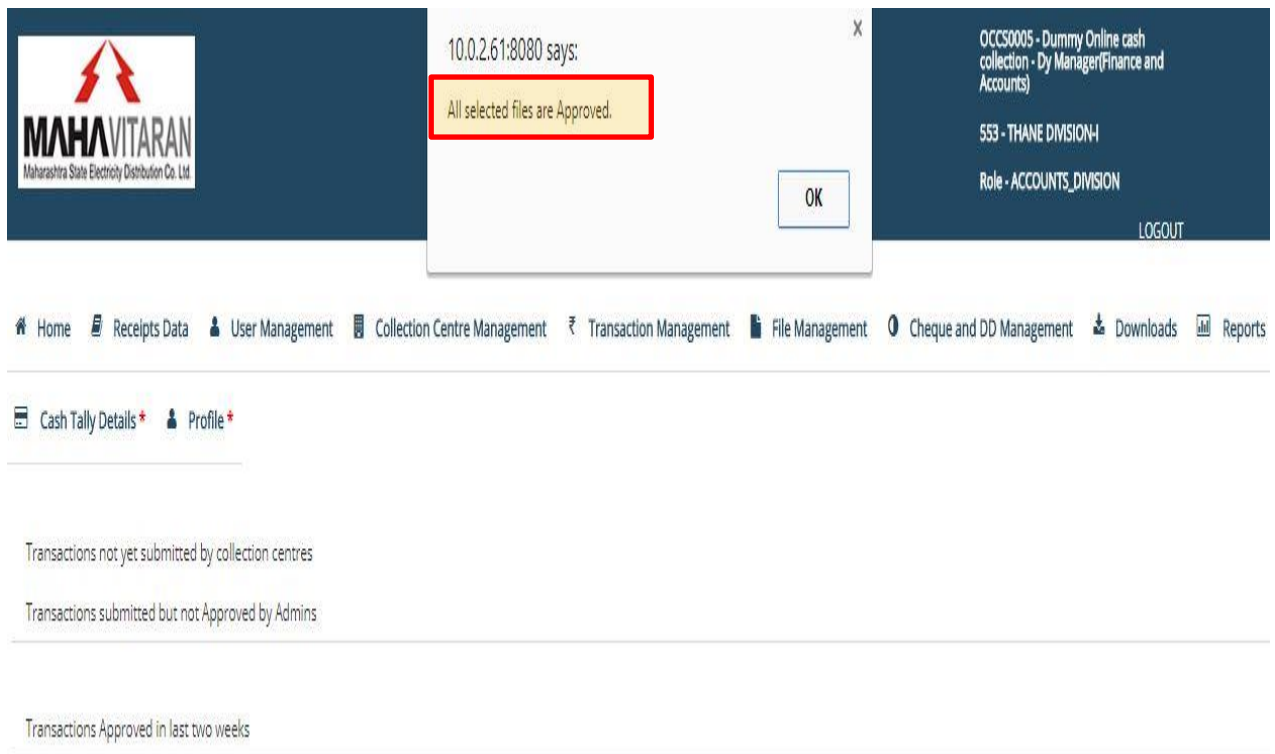 MAHAVITARAN
Maharashtra State Electricity Distribution Co. Ltd.
10.0.2.61:8080 says:
X
All selected files are Approved.
OK
OCCS0005 - Dummy Online cash
collection - Dy Manager(Finance and
Accounts)
553 - THANE DIVISION-I
Role - ACCOUNTS_DIVISION
LOGOUT
Home Receipts Data User Management Collection Centre Management ₹ Transaction Management File Management Cheque and DD Management Downloads Reports
Cash Tally Details * Profile *
Transactions not yet submitted by collection centres
Transactions submitted but not Approved by Admins
Transactions Approved in last two weeks